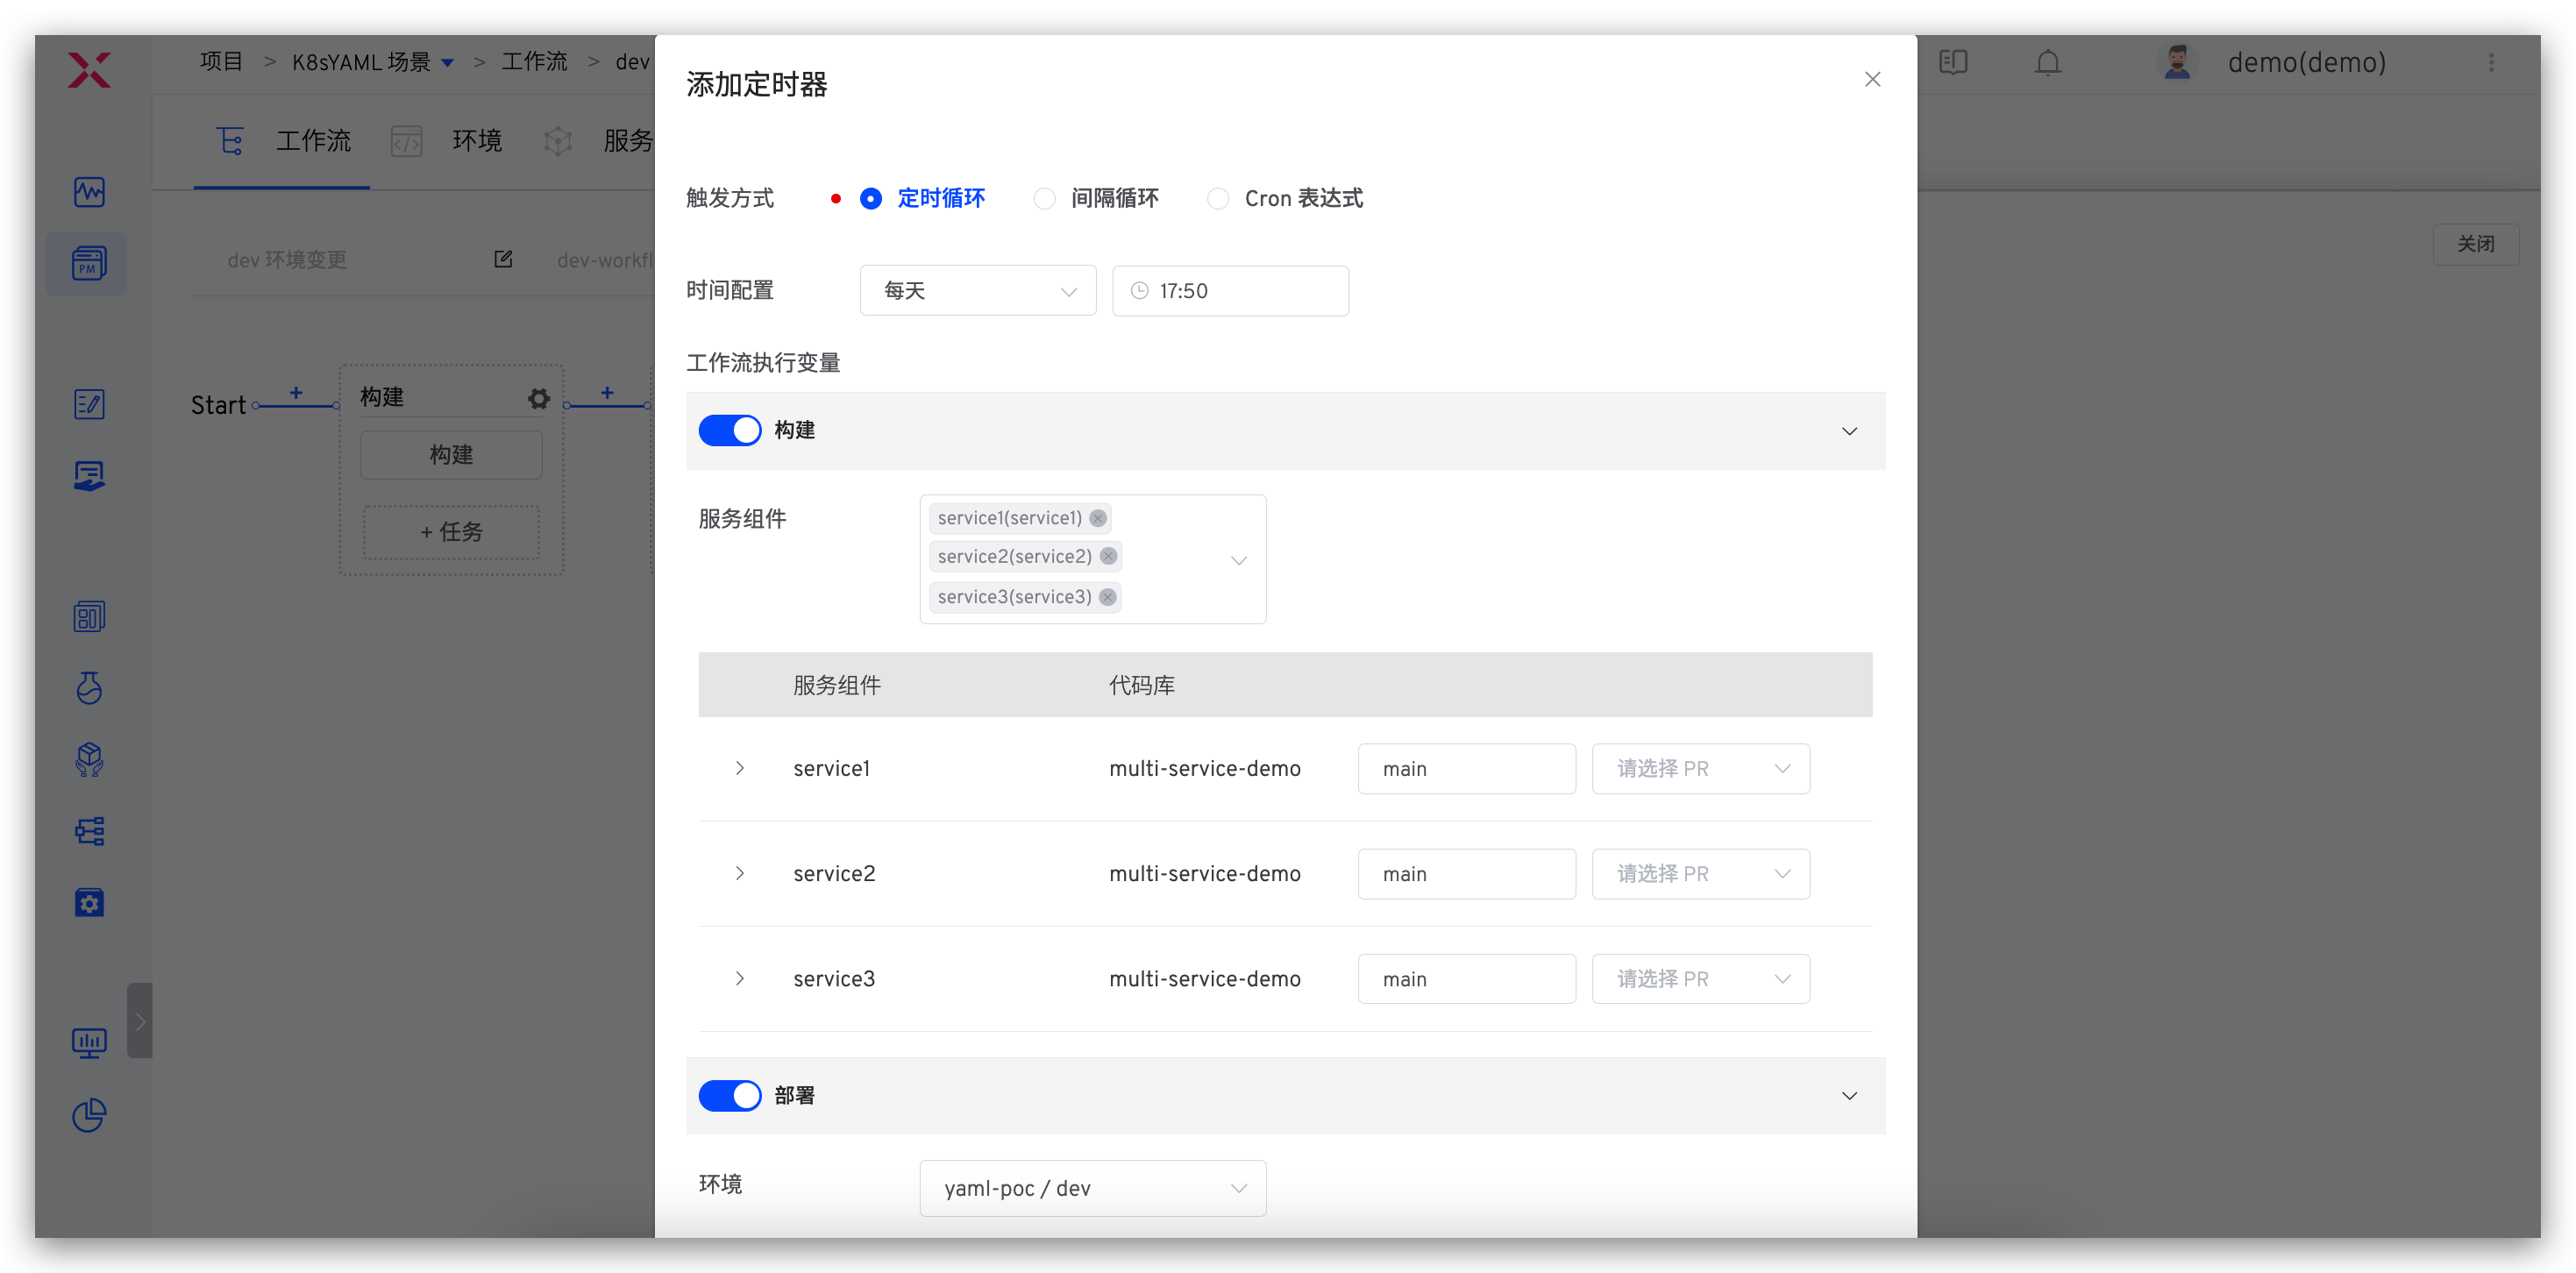 项目 > K8sYAML 场景 > 工作流 > dev
demo(demo)
工作流 环境 服务
dev 环境变更 dev-workfl
关闭
Start + 构建 +
构建
+ 任务
PM
添加定时器
触发方式 定时循环 间隔循环 Cron 表达式
时间配置 每天 17:50
工作流执行变量
构建
服务组件 service1(service1)
service2(service2)
service3(service3)
服务组件 代码库
service1 multi-service-demo main 请选择 PR
service2 multi-service-demo main 请选择 PR
service3 multi-service-demo main 请选择 PR
部署
环境 yaml-poc / dev